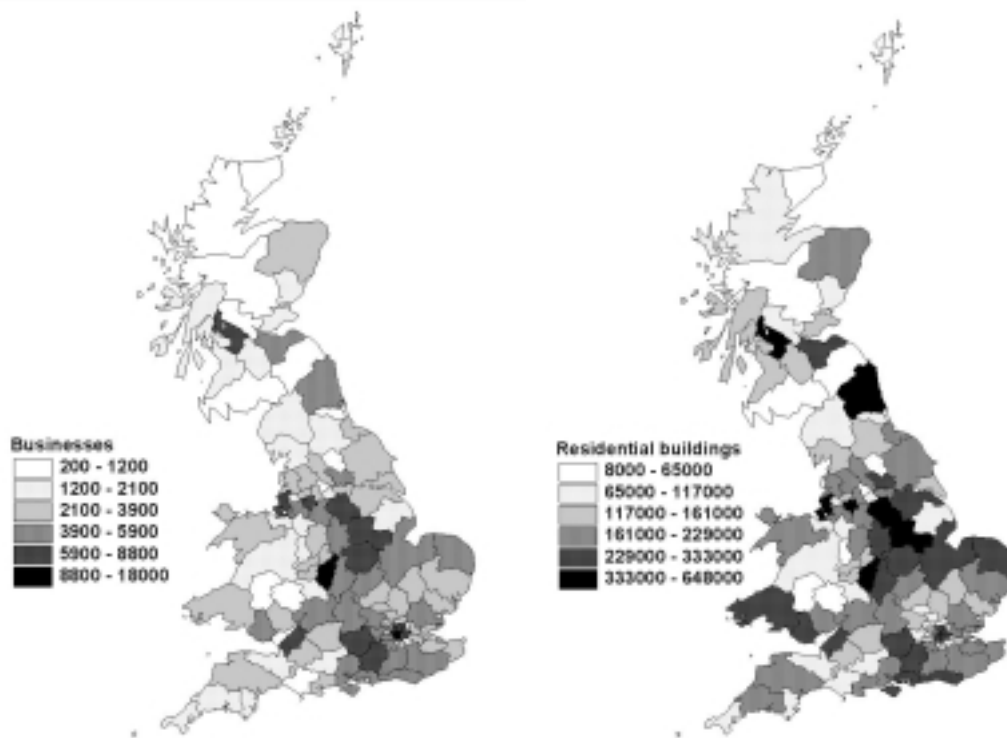 Businesses
200 - 1200
1200 - 2100
2100 - 3900
3900 - 5900
5900 - 8800
8800 - 18000
Residential buildings
8000 - 65000
65000 - 117000
117000 - 161000
161000 - 229000
229000 - 333000
333000 - 648000